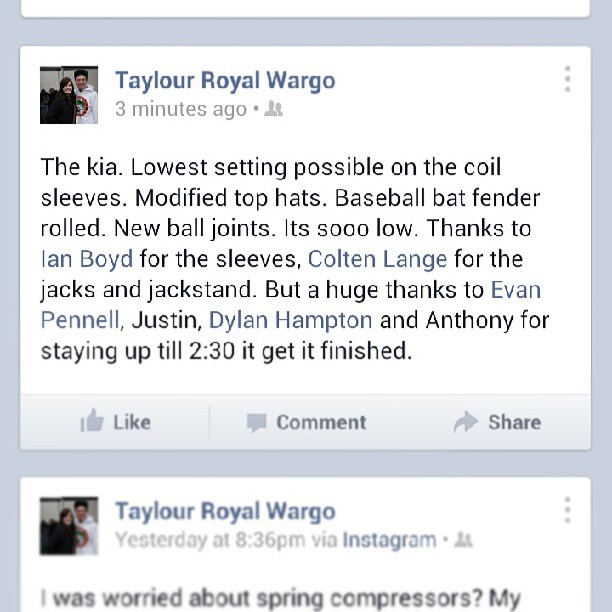 Taylour Royal Wargo
3 minutes ago •
The kia. Lowest setting possible on the coil
sleeves. Modified top hats. Baseball bat fender
rolled. New ball joints. Its sooo low. Thanks to
Ian Boyd for the sleeves, Colten Lange for the
jacks and jackstand. But a huge thanks to Evan
Pennell, Justin, Dylan Hampton and Anthony for
staying up till 2:30 it get it finished.
Like Comment Share
Taylour Royal Wargo
Yesterday at 8:36pm via Instagram •
I was worried about spring compressors? My